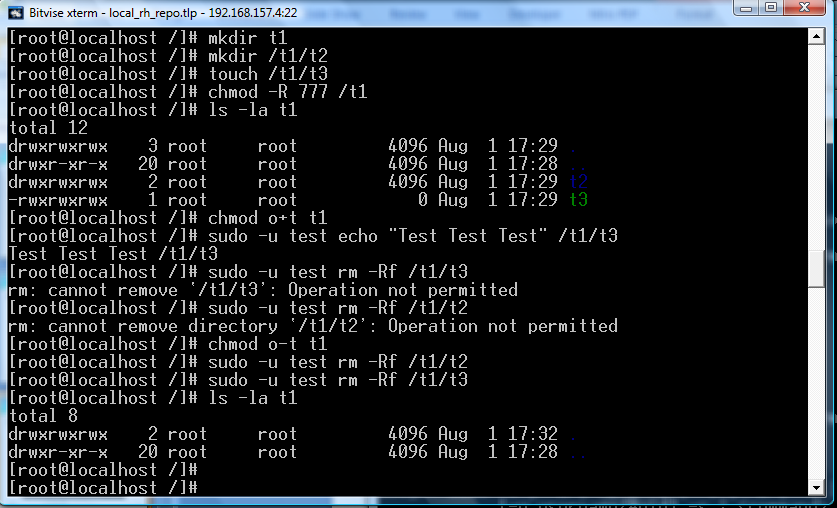 Bitvise xterm - local_rh_repo.tlp - 192.168.157.4:22
[root@localhost /]# mkdir t1
[root@localhost /]# mkdir /t1/t2
[root@localhost /]# touch /t1/t3
[root@localhost /]# chmod -R 777 /t1
[root@localhost /]# ls -la t1
total 12
drwxrwxrwx   3 root     root         4096 Aug  1 17:29 .
drwxr-xr-x  20 root     root         4096 Aug  1 17:28 ..
drwxrwxrwx   2 root     root         4096 Aug  1 17:29 t2
-rwxrwxrwx   1 root     root            0 Aug  1 17:29 t3
[root@localhost /]# chmod o+t t1
[root@localhost /]# sudo -u test echo "Test Test Test" /t1/t3
Test Test Test /t1/t3
[root@localhost /]# sudo -u test rm -Rf /t1/t3
rm: cannot remove ‘/t1/t3’: Operation not permitted
[root@localhost /]# sudo -u test rm -Rf /t1/t2
rm: cannot remove directory ‘/t1/t2’: Operation not permitted
[root@localhost /]# chmod o-t t1
[root@localhost /]# sudo -u test rm -Rf /t1/t2
[root@localhost /]# sudo -u test rm -Rf /t1/t3
[root@localhost /]# ls -la t1
total 8
drwxrwxrwx   2 root     root         4096 Aug  1 17:32 .
drwxr-xr-x  20 root     root         4096 Aug  1 17:28 ..
[root@localhost /]#
[root@localhost /]#